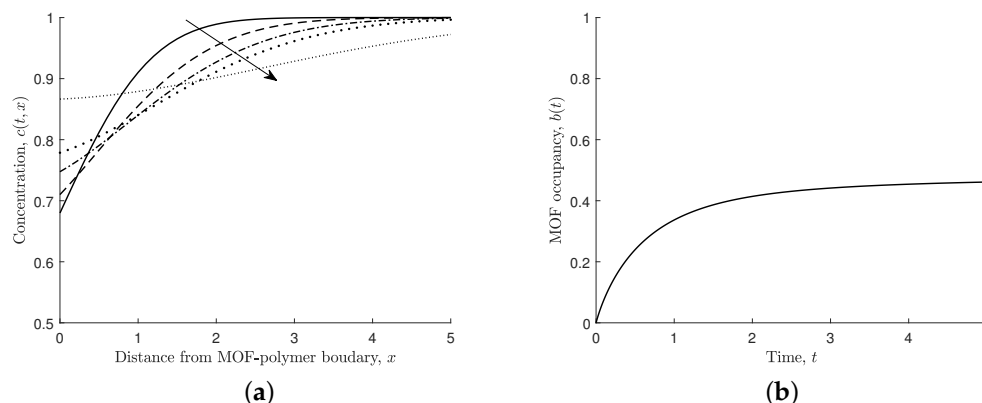 1
0.9
0.8
0.7
0.6
0.5
Concentration, c(t, x)
0 1 2 3 4 5
Distance from MOF-polymer boudary, x
(a)
1
0.8
0.6
0.4
0.2
0
MOF occupancy, b(t)
0 1 2 3 4
Time, t
(b)